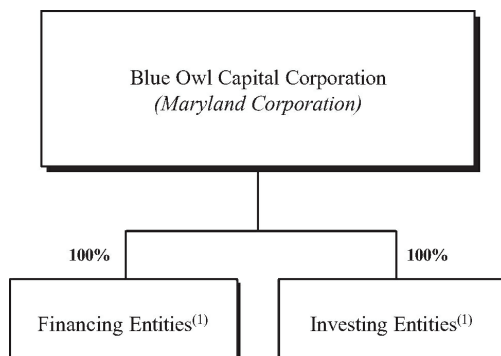 Blue Owl Capital Corporation
(Maryland Corporation)
100%
100%
Financing Entities(1)
Investing Entities(1)